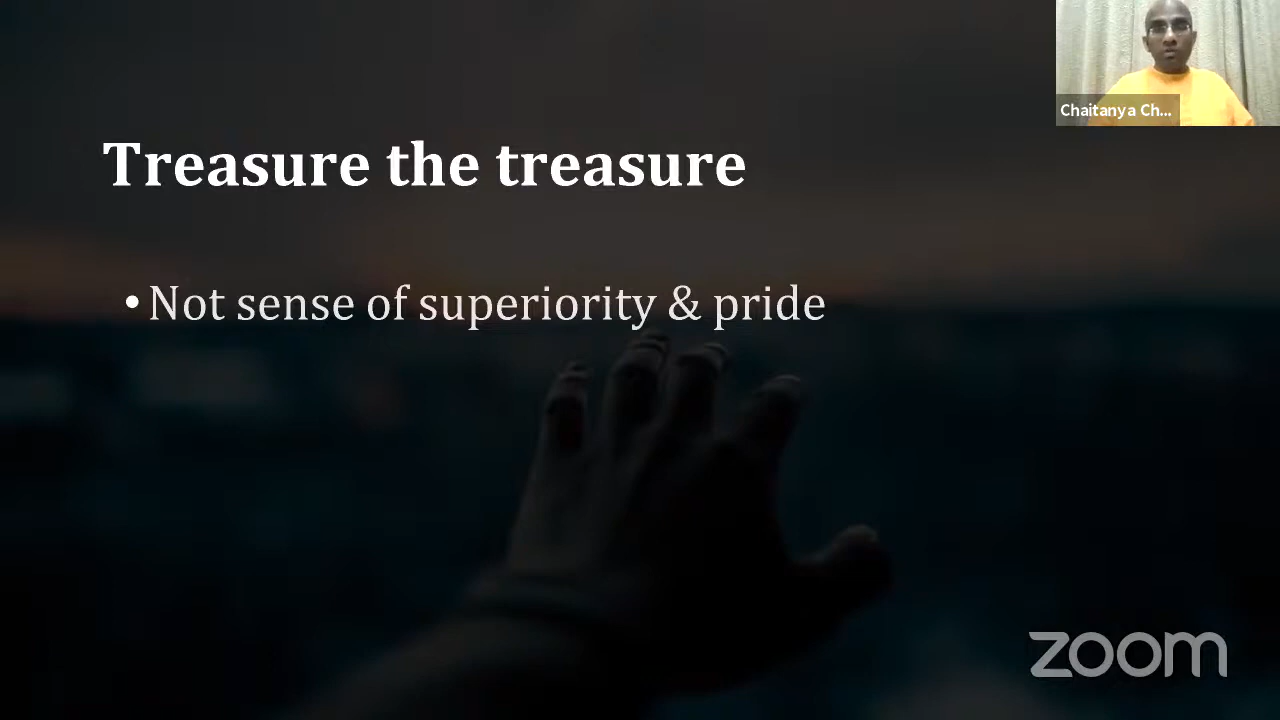 Chaitanya Ch...
Treasure the treasure
• Not sense of superiority & pride
zoom